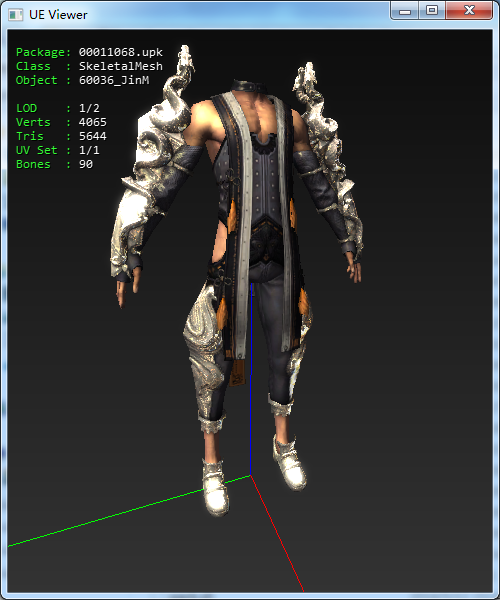 UE Viewer
Package: 00011068.upk
Class : SkeletalMesh
Object : 60036_JinM
LOD : 1/2
Verts : 4065
Tris : 5644
UV Set : 1/1
Bones : 90